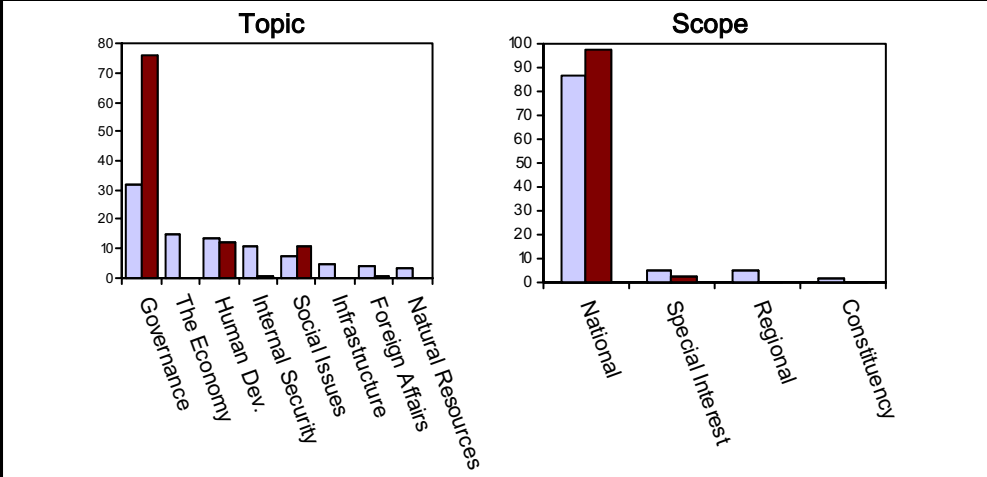 Topic
80
70
60
50
40
30
20
10
0
Governance
The Economy
Human Dev.
Internal Security
Social Issues
Infrastructure
Foreign Affairs
Natural Resources
Scope
100
90
80
70
60
50
40
30
20
10
0
National
Special Interest
Regional
Constituency